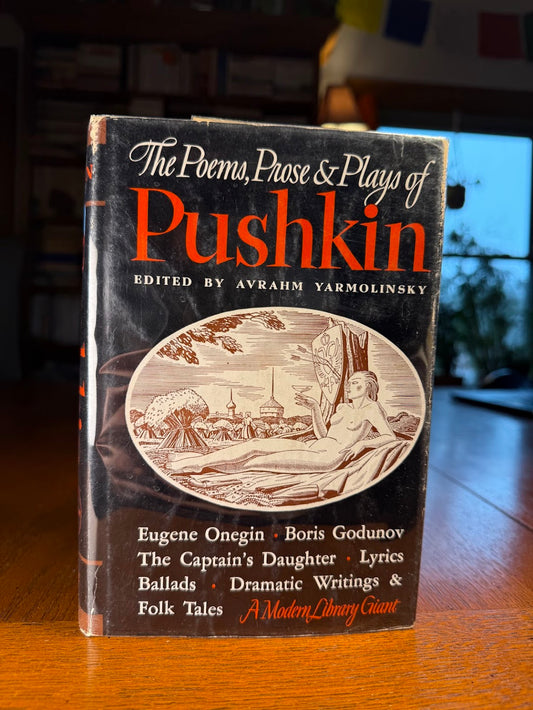 The Poems, Prose & Plays of
Pushkin
EDITED BY AVRAHM YARMOLINSKY
Eugene Onegin · Boris Godunov
The Captain's Daughter · Lyrics
Ballads · Dramatic Writings &
Folk Tales A Modern Library Giant